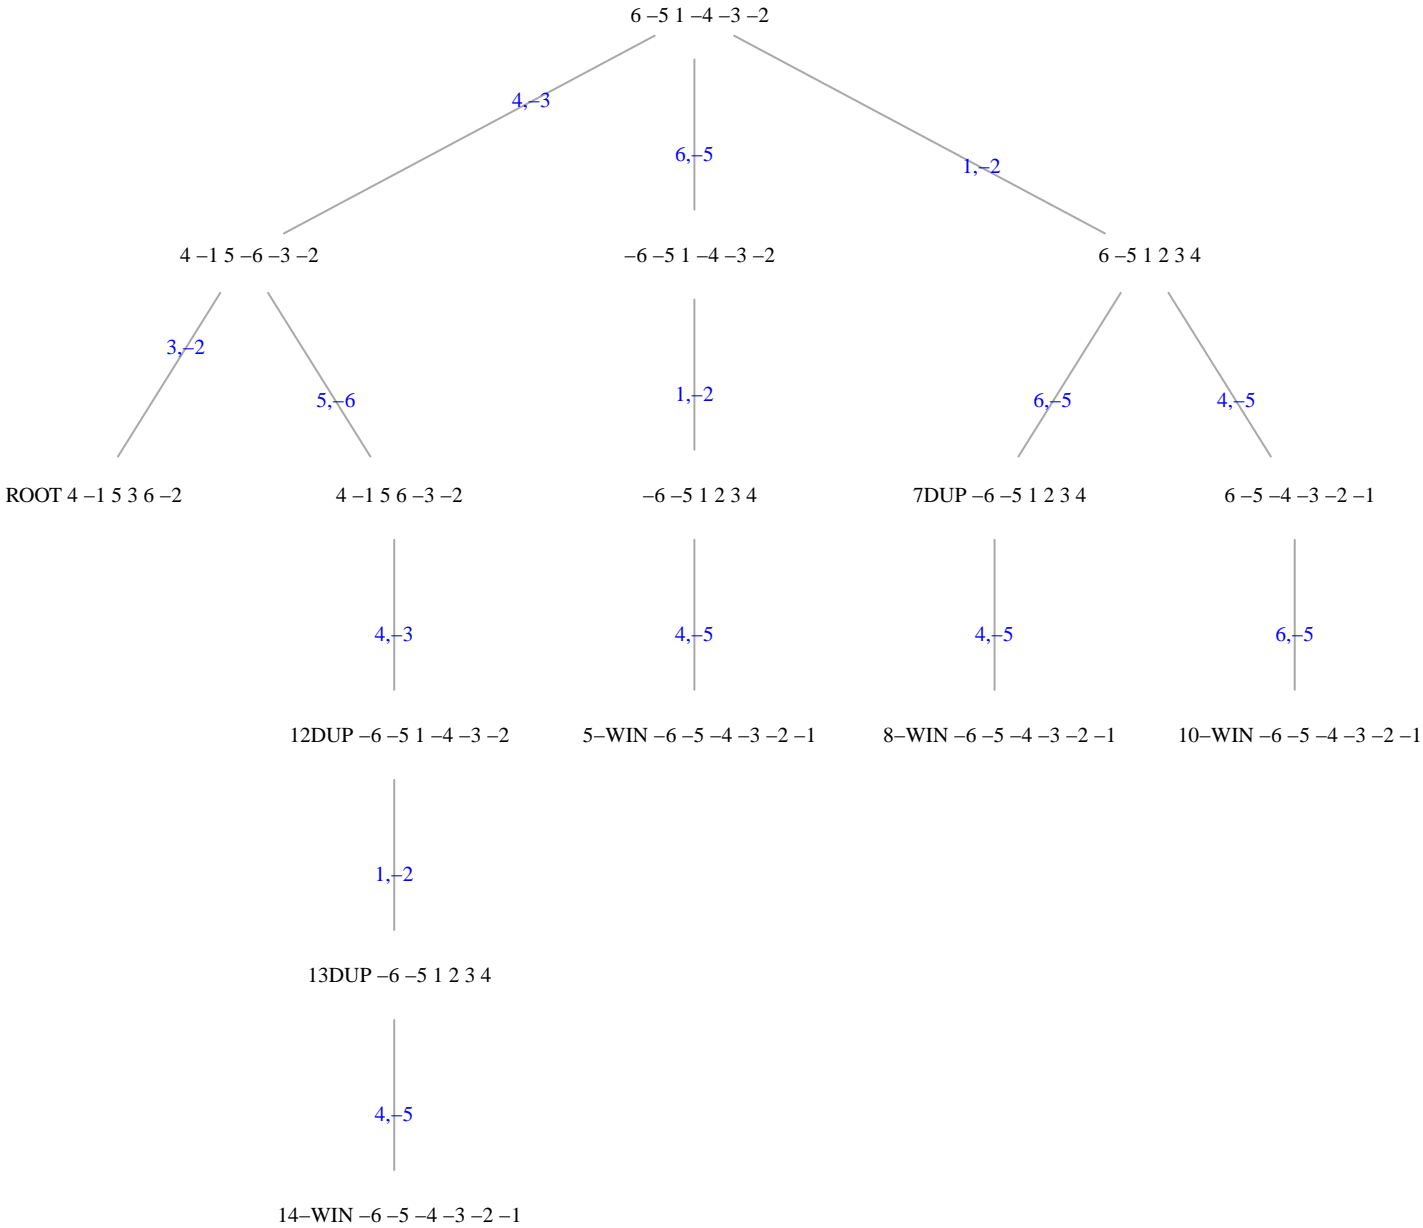 6 –5 1 –4 –3 –2
4,–3
6,–5
1,–2
4 –1 5 –6 –3 –2
–6 –5 1 –4 –3 –2
6 –5 1 2 3 4
3,–2
5,–6
1,–2
6,–5
4,–5
ROOT 4 –1 5 3 6 –2
4 –1 5 6 –3 –2
–6 –5 1 2 3 4
7DUP –6 –5 1 2 3 4
6 –5 –4 –3 –2 –1
4,–3
4,–5
4,–5
6,–5
12DUP –6 –5 1 –4 –3 –2
5–WIN –6 –5 –4 –3 –2 –1
8–WIN –6 –5 –4 –3 –2 –1
10–WIN –6 –5 –4 –3 –2 –1
1,–2
13DUP –6 –5 1 2 3 4
4,–5
14–WIN –6 –5 –4 –3 –2 –1